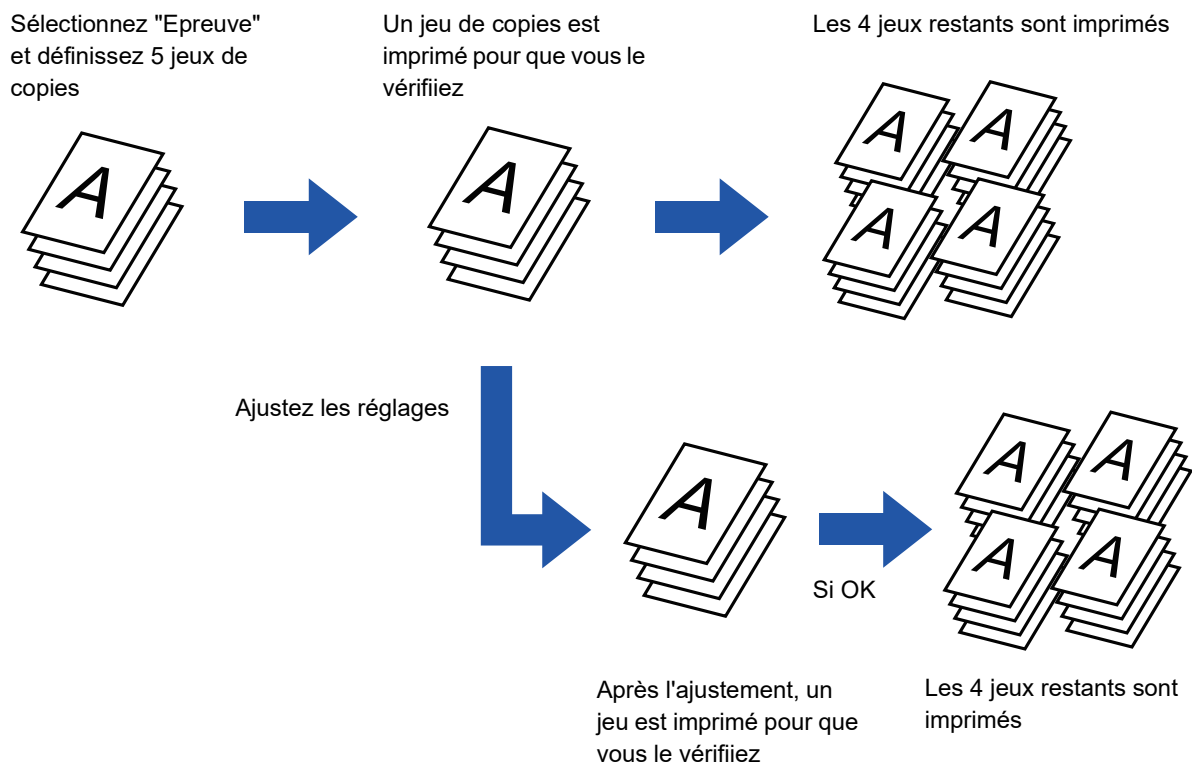 Sélectionnez "Epreuve"
et définissez 5 jeux de
copies
Un jeu de copies est
imprimé pour que vous le
vérifiiez
Les 4 jeux restants sont imprimés
A
A
A
A
A
A
Ajustez les réglages
A
Si OK
A
A
A
A
Après l'ajustement, un
jeu est imprimé pour que
vous le vérifiiez
Les 4 jeux restants sont
imprimés